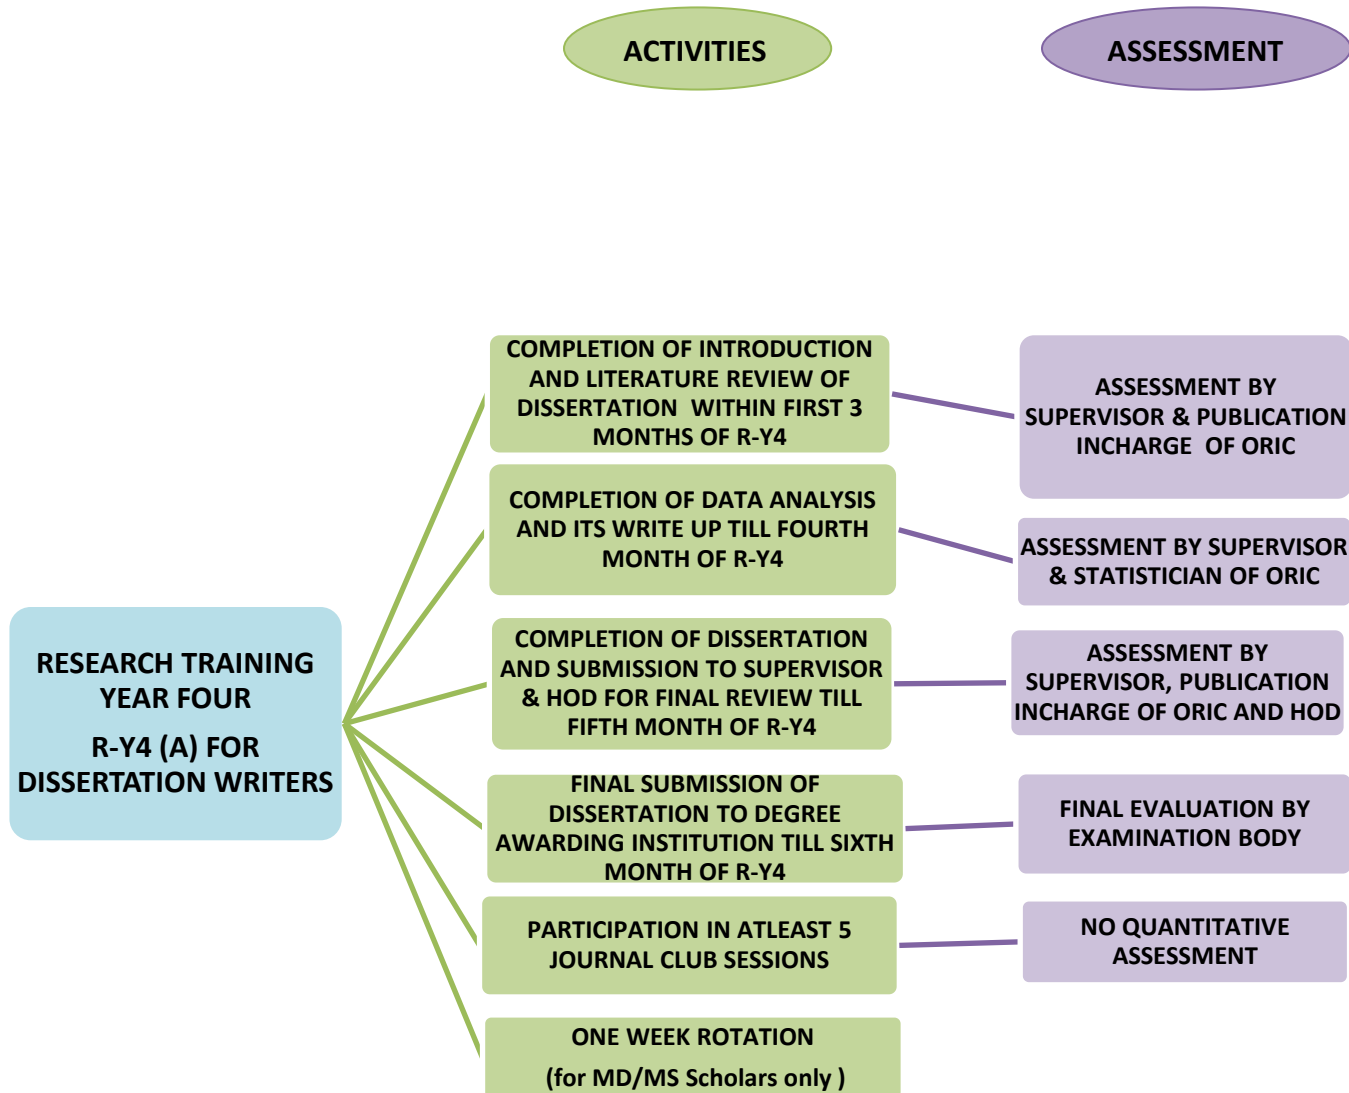 ACTIVITIES
ASSESSMENT
RESEARCH TRAINING
YEAR FOUR
R-Y4 (A) FOR
DISSERTATION WRITERS
COMPLETION OF INTRODUCTION
AND LITERATURE REVIEW OF
DISSERTATION WITHIN FIRST 3
MONTHS OF R-Y4
ASSESSMENT BY
SUPERVISOR & PUBLICATION
INCHARGE OF ORIC
COMPLETION OF DATA ANALYSIS
AND ITS WRITE UP TILL FOURTH
MONTH OF R-Y4
ASSESSMENT BY SUPERVISOR
& STATISTICIAN OF ORIC
COMPLETION OF DISSERTATION
AND SUBMISSION TO SUPERVISOR
& HOD FOR FINAL REVIEW TILL
FIFTH MONTH OF R-Y4
ASSESSMENT BY
SUPERVISOR, PUBLICATION
INCHARGE OF ORIC AND HOD
FINAL SUBMISSION OF
DISSERTATION TO DEGREE
AWARDING INSTITUTION TILL SIXTH
MONTH OF R-Y4
FINAL EVALUATION BY
EXAMINATION BODY
PARTICIPATION IN ATLEAST 5
JOURNAL CLUB SESSIONS
NO QUANTITATIVE
ASSESSMENT
ONE WEEK ROTATION
(for MD/MS Scholars only )